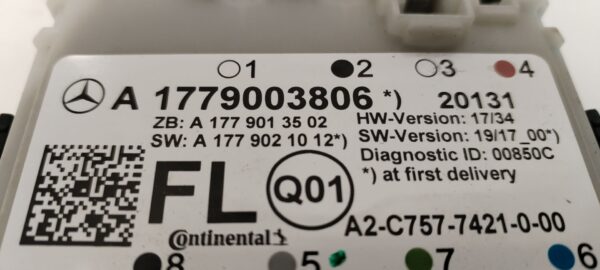 1 2 3 4
A 1779003806 *) 20131
ZB: A 177 901 35 02 HW-Version: 17/34
SW: A 177 902 10 12*) SW-Version: 19/17_00*)
Diagnostic ID: 00850C
FL Q01 *) at first delivery
Continental A2-C757-7421-0-00
8 5 7 6